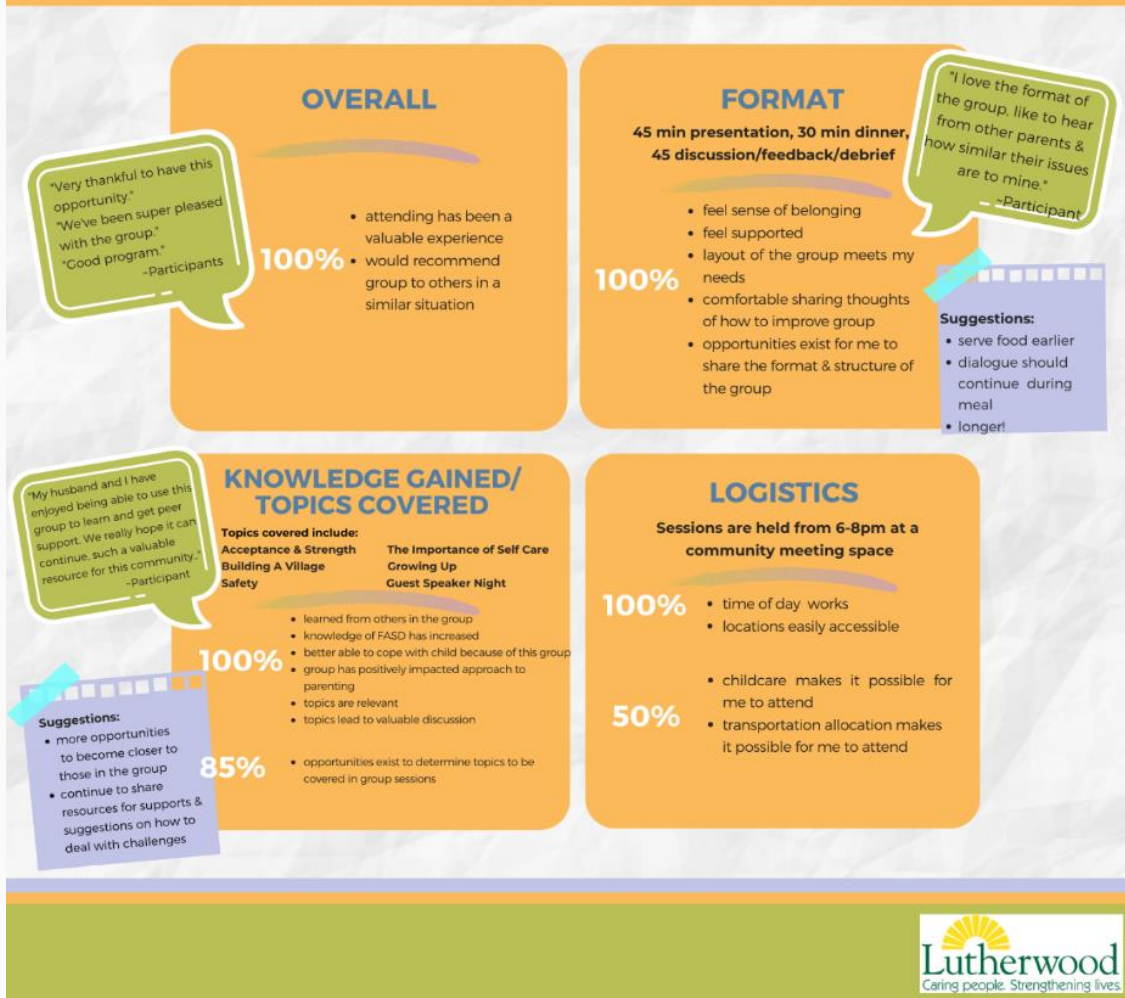 OVERALL
"Very thankful to have this
opportunity."
"We've been super pleased
with the group."
"Good program."
~Participants
100%
• attending has been a
valuable experience
• would recommend
group to others in a
similar situation
FORMAT
45 min presentation, 30 min dinner,
45 discussion/feedback/debrief
"I love the format of
the group, like to hear
from other parents &
how similar their issues
are to mine."
~Participant
100%
• feel sense of belonging
• feel supported
• layout of the group meets my
needs
• comfortable sharing thoughts
of how to improve group
• opportunities exist for me to
share the format & structure of
the group
Suggestions:
• serve food earlier
• dialogue should
continue during
meal
• longer!
KNOWLEDGE GAINED/
TOPICS COVERED
"My husband and I have
enjoyed being able to use this
group to learn and get peer
support. We really hope it can
continue, such a valuable
resource for this community."
~Participant
Topics covered include:
Acceptance & Strength
Building A Village
Safety
The Importance of Self Care
Growing Up
Guest Speaker Night
100%
• learned from others in the group
• knowledge of FASD has increased
• better able to cope with child because of this group
• group has positively impacted approach to
parenting
• topics are relevant
• topics lead to valuable discussion
85%
• opportunities exist to determine topics to be
covered in group sessions
Suggestions:
• more opportunities
to become closer to
those in the group
• continue to share
resources for supports &
suggestions on how to
deal with challenges
LOGISTICS
Sessions are held from 6-8pm at a
community meeting space
100%
• time of day works
• locations easily accessible
50%
• childcare makes it possible for
me to attend
• transportation allocation makes
it possible for me to attend
Lutherwood
Caring people. Strengthening lives.